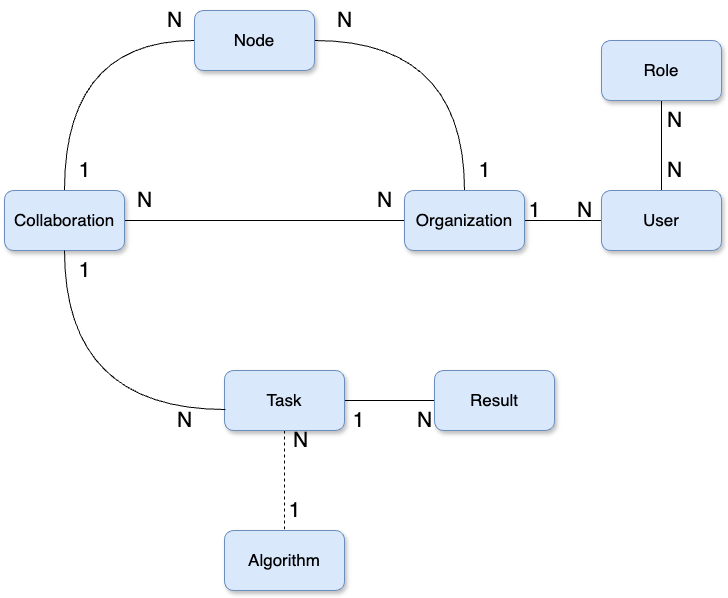 N
N
Node
Role
N
1
1
N
N
N
1
N
Collaboration
Organization
User
1
Task
Result
N
1
N
N
1
Algorithm